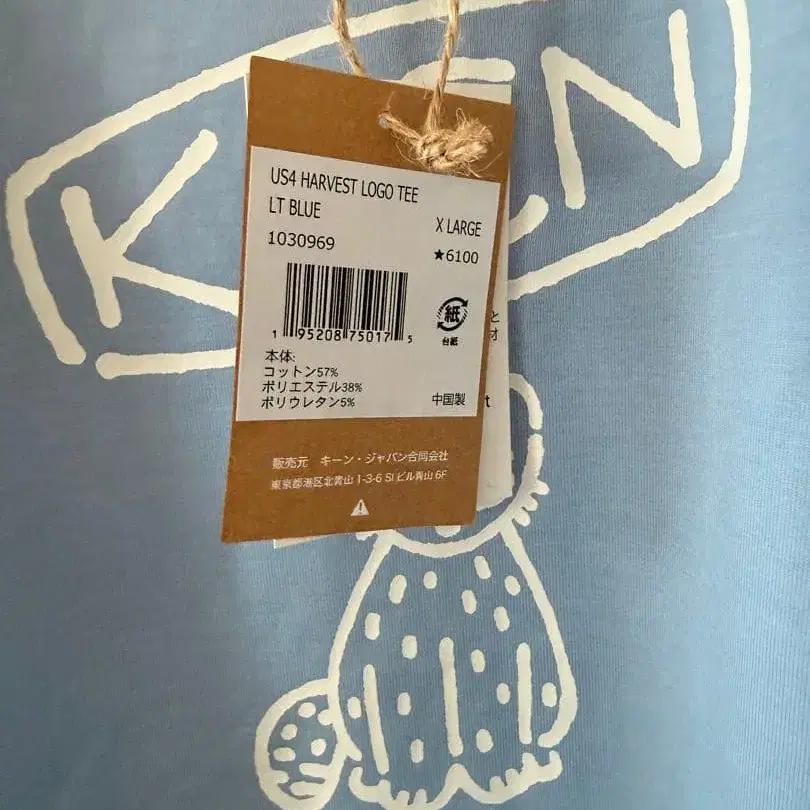 K EN
US4 HARVEST LOGO TEE
LT BLUE
X LARGE
1030969
★6100
紙
台紙
1 95208 75017 5
本体:
コットン57%
ポリエステル38%
ポリウレタン5%
中国製
販売元 キーン・ジャパン合同会社
東京都港区北青山 1-3-6 SIビル青山 6F
と
オ
t